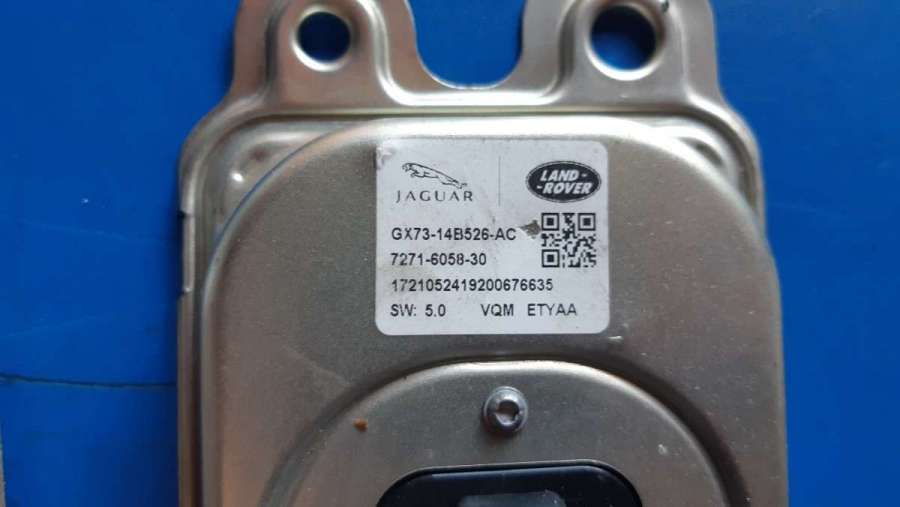 JAGUAR
LAND-
-ROVER
GX73-14B526-AC
7271-6058-30
1721052419200676635
SW: 5.0 VQM ETYAA